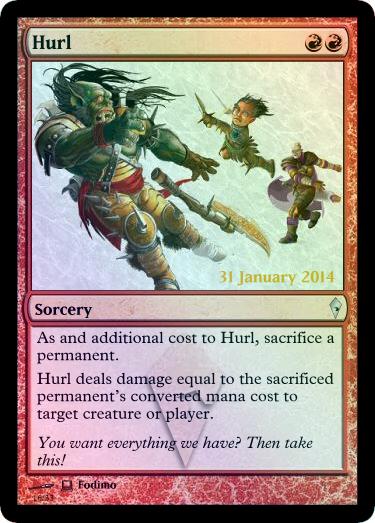 Hurl
31 January 2014
Sorcery
As and additional cost to Hurl, sacrifice a
permanent.
Hurl deals damage equal to the sacrificed
permanent's converted mana cost to
target creature or player.
You want everything we have? Then take
this!
Fodimo